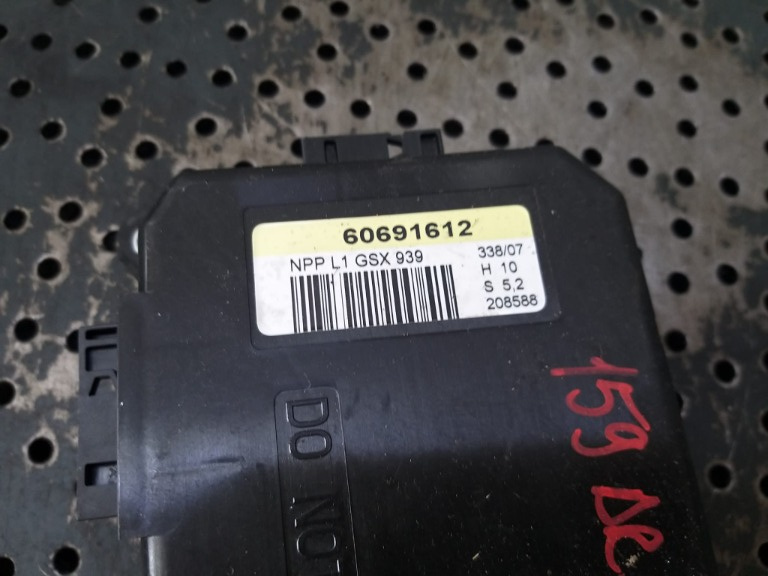 60691612
NPP L1 GSX 939
338/07
H 10
S 5,2
208588
DO NOT
159